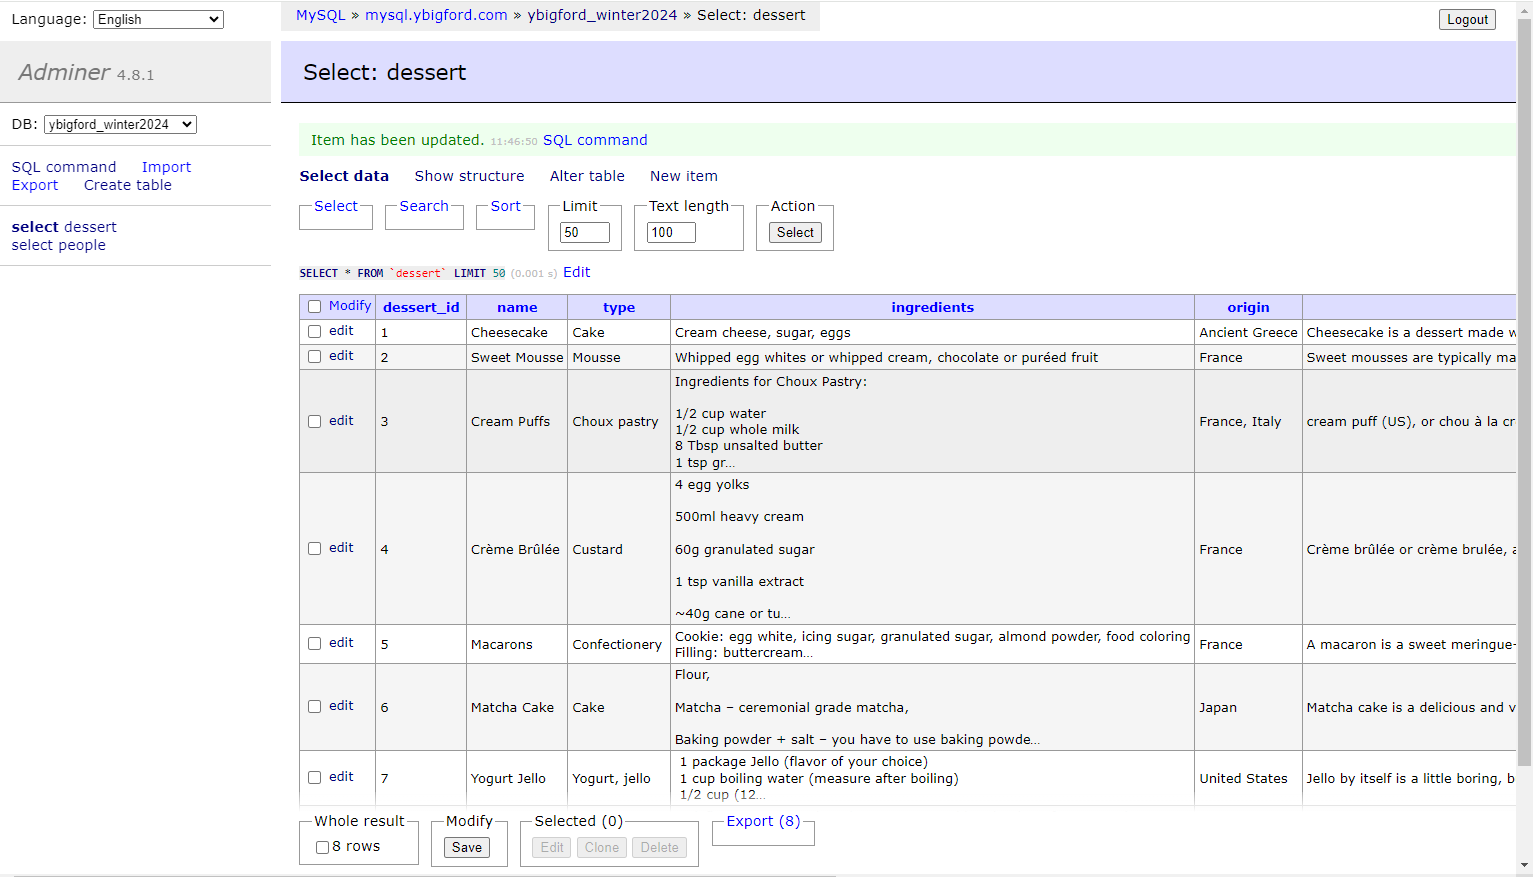 Language: English
MySQL » mysql.ybigford.com » ybigford_winter2024 » Select: dessert
Logout
Adminer 4.8.1
Select: dessert
DB: ybigford_winter2024
SQL command Import
Export Create table
select dessert
select people
Item has been updated. 11:46:50 SQL command
Select data Show structure Alter table New item
Select Search Sort Limit Text length Action
50 100 Select
SELECT * FROM `dessert` LIMIT 50 (0.001 s) Edit
Modify dessert_id name type ingredients origin
edit 1 Cheesecake Cake Cream cheese, sugar, eggs Ancient Greece Cheesecake is a dessert made
edit 2 Sweet Mousse Mousse Whipped egg whites or whipped cream, chocolate or puréed fruit France Sweet mousses are typically ma
Ingredients for Choux Pastry:
1/2 cup water
edit 3 Cream Puffs Choux pastry 1/2 cup whole milk France, Italy cream puff (US), or chou à la cr
8 Tbsp unsalted butter
1 tsp gr...
4 egg yolks
500ml heavy cream
edit 4 Crème Brûlée Custard 60g granulated sugar France Crème brûlée or crème brulée,
1 tsp vanilla extract
~40g cane or tu...
edit 5 Macarons Confectionery Cookie: egg white, icing sugar, granulated sugar, almond powder, food coloring France A macaron is a sweet meringue-
Filling: buttercream...
Flour,
edit 6 Matcha Cake Cake Matcha – ceremonial grade matcha, Japan Matcha cake is a delicious and v
Baking powder + salt – you have to use baking powde...
1 package Jello (flavor of your choice)
edit 7 Yogurt Jello Yogurt, jello 1 cup boiling water (measure after boiling) United States Jello by itself is a little boring, b
1/2 cup (12...
Whole result Modify Selected (0) Export (8)
8 rows Save Edit Clone Delete